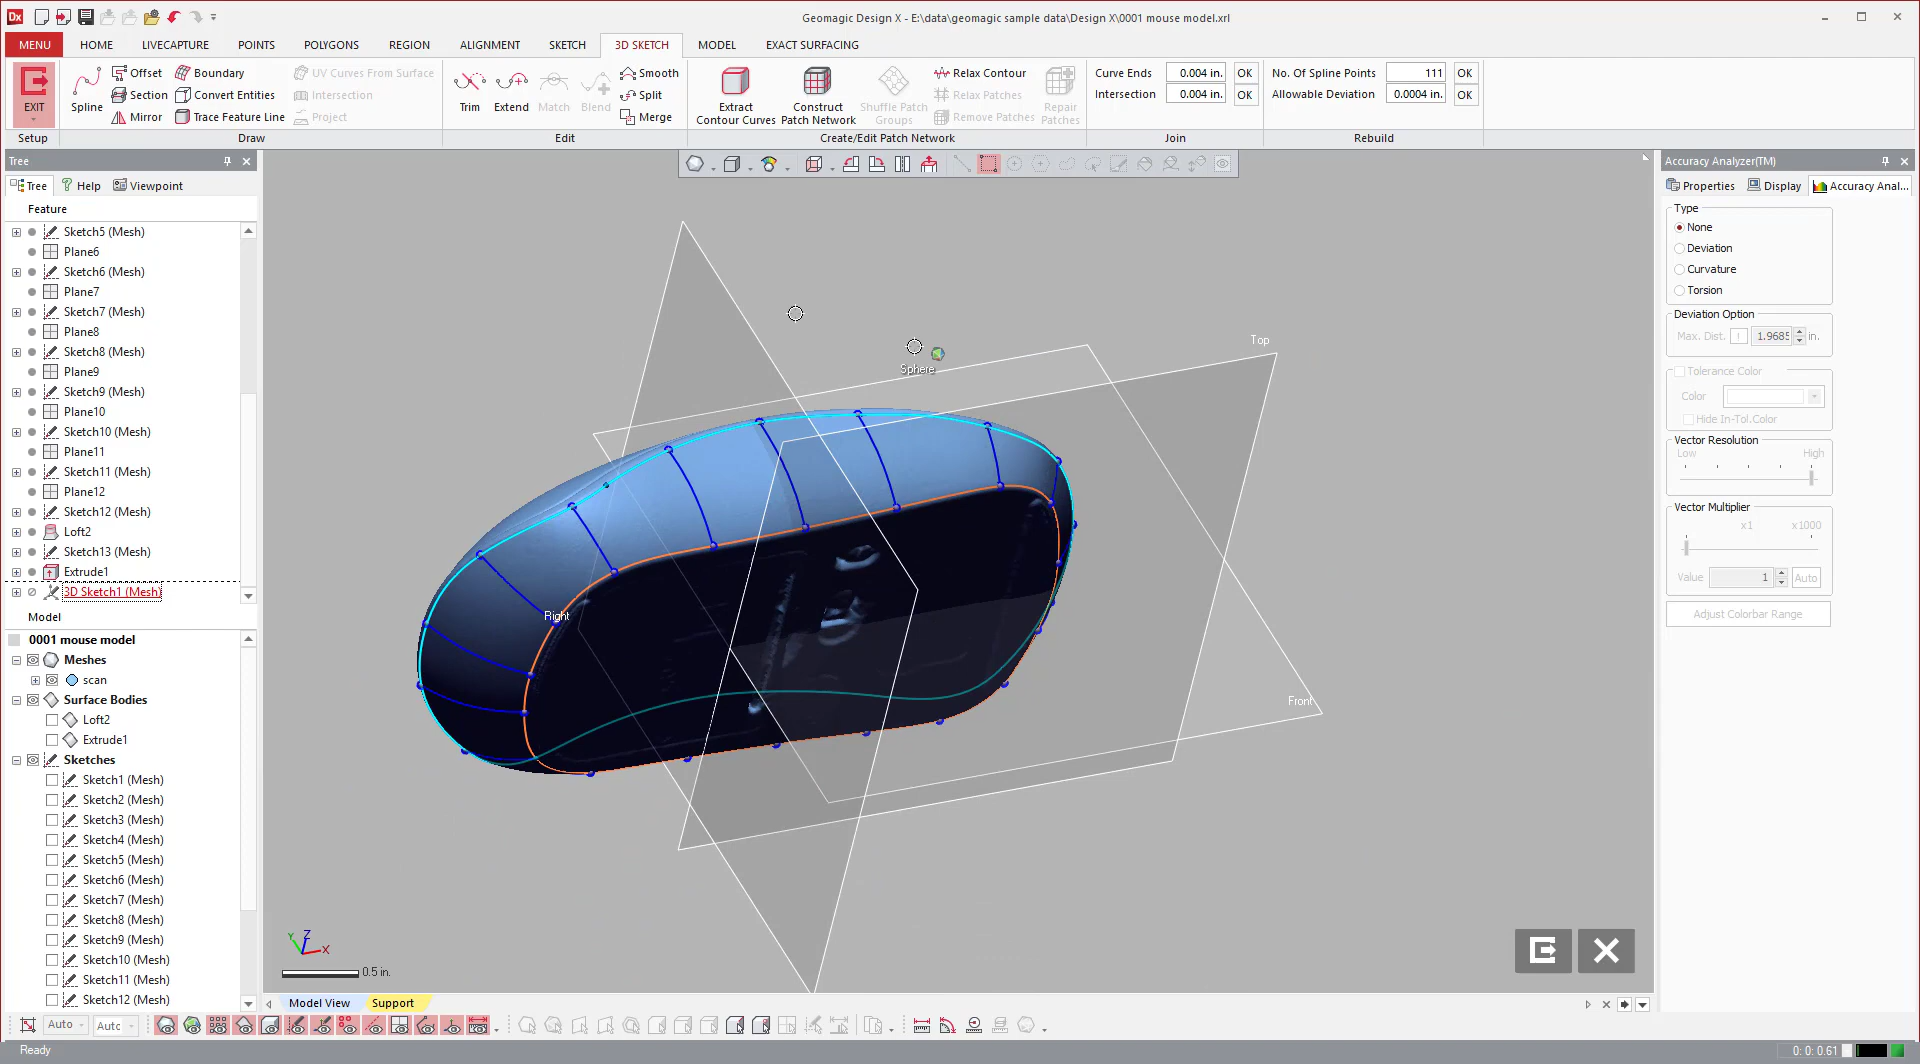 Dx
Geomagic Design X - E:\data\geomagic sample data\Design X\0001 mouse model.xrl
MENU HOME LIVECAPTURE POINTS POLYGONS REGION ALIGNMENT SKETCH 3D SKETCH MODEL EXACT SURFACING
EXIT
Spline
Offset
Section
Mirror
Boundary
Convert Entities
Trace Feature Line
UV Curves From Surface
Intersection
Project
Trim
Extend
Match
Blend
Smooth
Split
Merge
Extract
Contour Curves
Construct
Patch Network
Shuffle Patch
Groups
Relax Contour
Relax Patches
Remove Patches
Repair
Patches
Curve Ends 0.004 in. OK
Intersection 0.004 in. OK
No. Of Spline Points 111 OK
Allowable Deviation 0.0004 in. OK
Setup Draw Edit Create/Edit Patch Network Join Rebuild
Tree
Tree Help Viewpoint
Feature
Sketch5 (Mesh)
Plane6
Sketch6 (Mesh)
Plane7
Sketch7 (Mesh)
Plane8
Sketch8 (Mesh)
Plane9
Sketch9 (Mesh)
Plane10
Sketch10 (Mesh)
Plane11
Sketch11 (Mesh)
Plane12
Sketch12 (Mesh)
Loft2
Sketch13 (Mesh)
Extrude1
3D Sketch1 (Mesh)
Model
0001 mouse model
Meshes
scan
Surface Bodies
Loft2
Extrude1
Sketches
Sketch1 (Mesh)
Sketch2 (Mesh)
Sketch3 (Mesh)
Sketch4 (Mesh)
Sketch5 (Mesh)
Sketch6 (Mesh)
Sketch7 (Mesh)
Sketch8 (Mesh)
Sketch9 (Mesh)
Sketch10 (Mesh)
Sketch11 (Mesh)
Sketch12 (Mesh)
Sphere
Top
Right
Front
Y Z X
0.5 in.
Model View Support
Accuracy Analyzer(TM)
Properties Display Accuracy Anal...
Type
None
Deviation
Curvature
Torsion
Deviation Option
Max. Dist. ! 1.9685 in.
Tolerance Color
Color
Hide In-Tol.Color
Vector Resolution
Low High
Vector Multiplier
x1 x1000
Value 1 Auto
Adjust Colorbar Range
Auto Auto
Ready
0: 0: 0.61